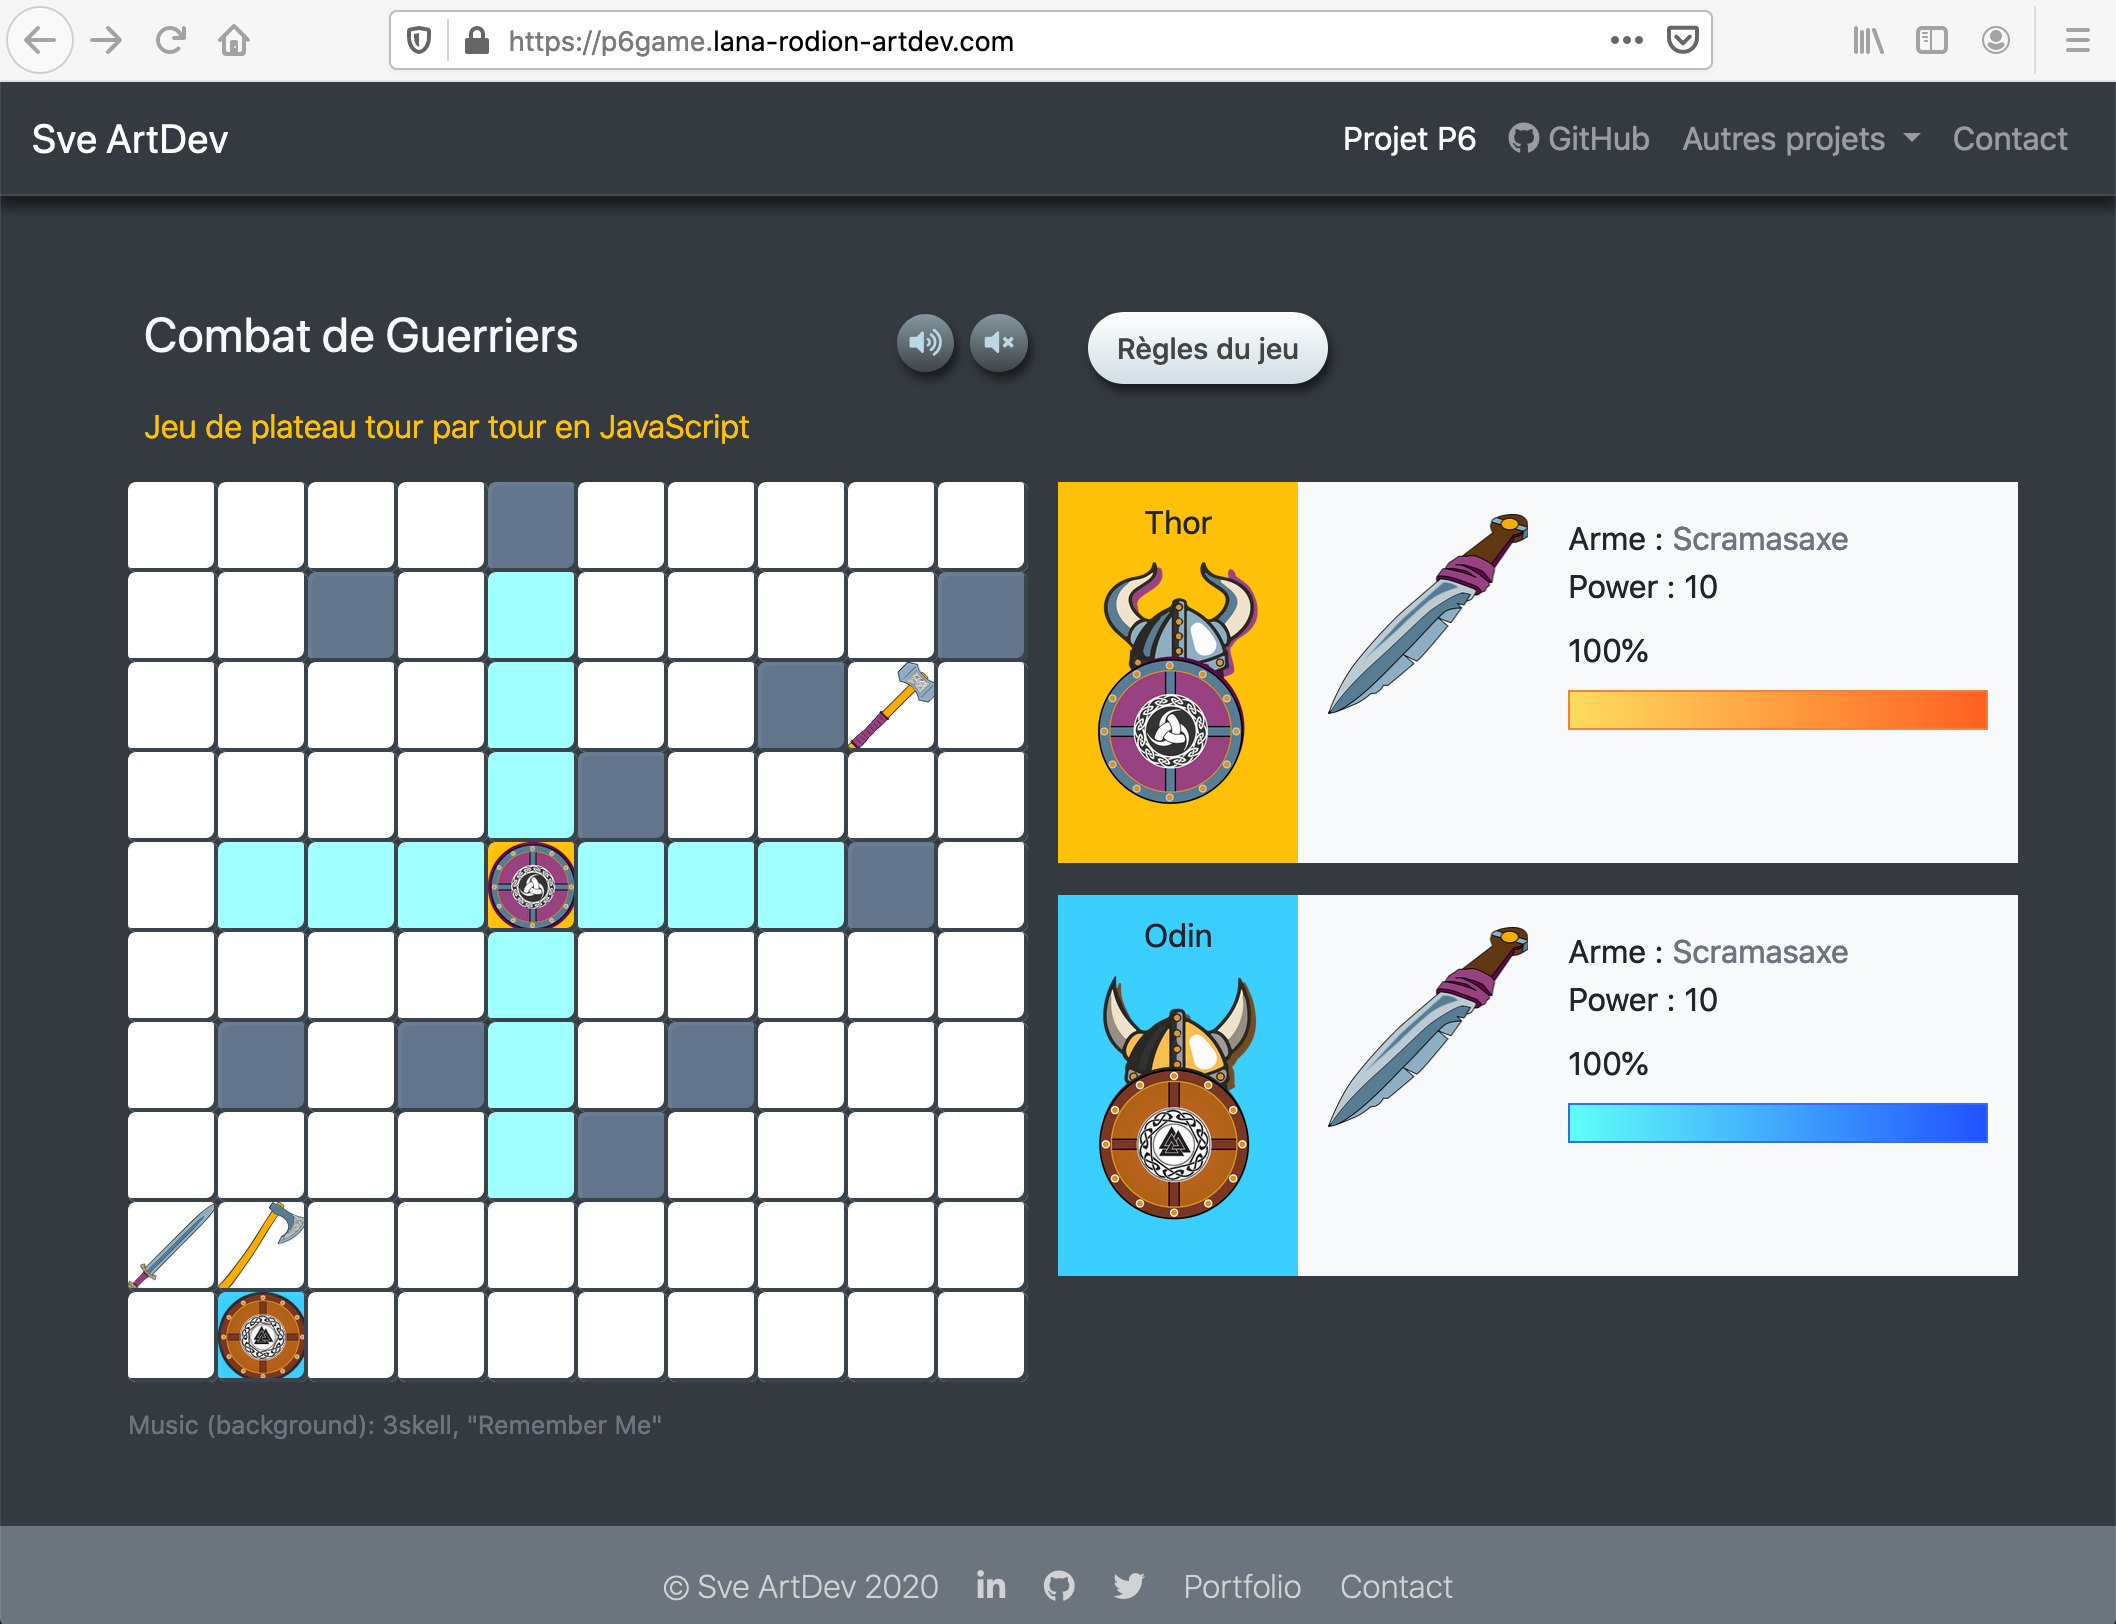 https://p6game.lana-rodion-artdev.com
Sve ArtDev
Projet P6 GitHub Autres projets Contact
Combat de Guerriers
Règles du jeu
Jeu de plateau tour par tour en JavaScript
Thor
Arme : Scramasaxe
Power : 10
100%
Odin
Arme : Scramasaxe
Power : 10
100%
Music (background): 3skell, "Remember Me"
© Sve ArtDev 2020 in Portfolio Contact